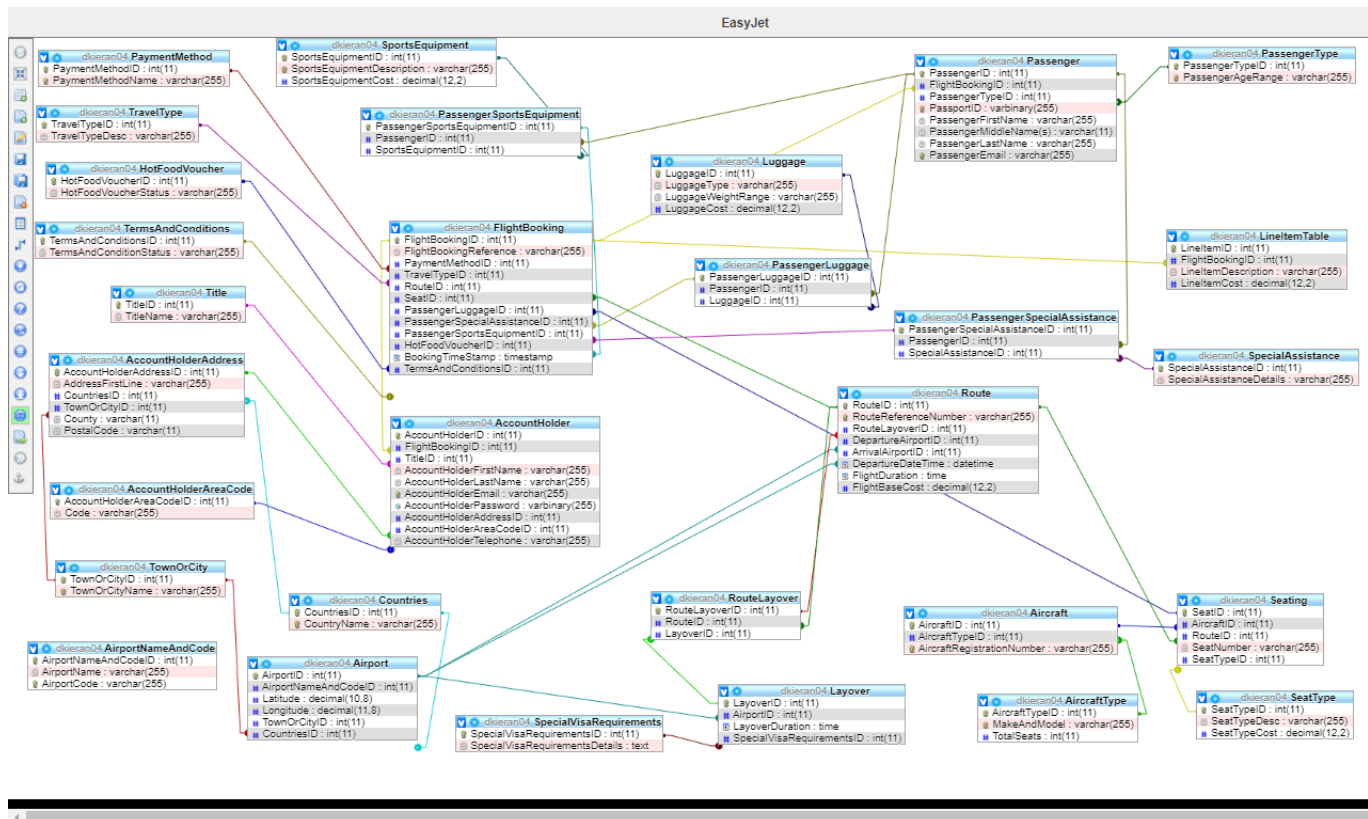 EasyJet
dkieran04 PaymentMethod
PaymentMethodID : int(11)
PaymentMethodName : varchar(255)
dkieran04 SportsEquipment
SportsEquipmentID : int(11)
SportsEquipmentDescription : varchar(255)
SportsEquipmentCost : decimal(12,2)
dkieran04 Passenger
PassengerID : int(11)
FlightBookingID : int(11)
PassengerTypeID : int(11)
PassportID : varbinary(255)
PassengerFirstName : varchar(255)
PassengerMiddleName(s) : varchar(11)
PassengerLastName : varchar(255)
PassengerEmail : varchar(255)
dkieran04 PassengerType
PassengerTypeID : int(11)
PassengerAgeRange : varchar(255)
dkieran04 TravelType
TravelTypeID : int(11)
TravelTypeDesc : varchar(255)
dkieran04 PassengerSportsEquipment
PassengerSportsEquipmentID : int(11)
PassengerID : int(11)
SportsEquipmentID : int(11)
dkieran04 HotFoodVoucher
HotFoodVoucherID : int(11)
HotFoodVoucherStatus : varchar(255)
dkieran04 Luggage
LuggageID : int(11)
LuggageType : varchar(255)
LuggageWeightRange : varchar(255)
LuggageCost : decimal(12,2)
dkieran04 TermsAndConditions
TermsAndConditionsID : int(11)
TermsAndConditionStatus : varchar(255)
dkieran04 FlightBooking
FlightBookingID : int(11)
FlightBookingReference : varchar(255)
PaymentMethodID : int(11)
TravelTypeID : int(11)
RouteID : int(11)
SeatID : int(11)
PassengerLuggageID : int(11)
PassengerSpecialAssistanceID : int(11)
PassengerSportsEquipmentID : int(11)
HotFoodVoucherID : int(11)
BookingTimeStamp : timestamp
TermsAndConditionsID : int(11)
dkieran04 LineItemTable
LineItemID : int(11)
FlightBookingID : int(11)
LineItemDescription : varchar(255)
LineItemCost : decimal(12,2)
dkieran04 PassengerLuggage
PassengerLuggageID : int(11)
PassengerID : int(11)
LuggageID : int(11)
dkieran04 Title
TitleID : int(11)
TitleName : varchar(255)
dkieran04 PassengerSpecialAssistance
PassengerSpecialAssistanceID : int(11)
PassengerID : int(11)
SpecialAssistanceID : int(11)
dkieran04 SpecialAssistance
SpecialAssistanceID : int(11)
SpecialAssistanceDetails : varchar(255)
dkieran04 AccountHolderAddress
AccountHolderAddressID : int(11)
AddressFirstLine : varchar(255)
CountriesID : int(11)
TownOrCityID : int(11)
County : varchar(11)
PostalCode : varchar(11)
dkieran04 Route
RouteID : int(11)
RouteReferenceNumber : varchar(255)
RouteLayoverID : int(11)
DepartureAirportID : int(11)
ArrivalAirportID : int(11)
DepartureDateTime : datetime
FlightDuration : time
FlightBaseCost : decimal(12,2)
dkieran04 AccountHolder
AccountHolderID : int(11)
FlightBookingID : int(11)
TitleID : int(11)
AccountHolderFirstName : varchar(255)
AccountHolderLastName : varchar(255)
AccountHolderEmail : varchar(255)
AccountHolderPassword : varbinary(255)
AccountHolderAddressID : int(11)
AccountHolderAreaCodeID : int(11)
AccountHolderTelephone : varchar(255)
dkieran04 AccountHolderAreaCode
AccountHolderAreaCodeID : int(11)
Code : varchar(255)
dkieran04 TownOrCity
TownOrCityID : int(11)
TownOrCityName : varchar(255)
dkieran04 Countries
CountriesID : int(11)
CountryName : varchar(255)
dkieran04 RouteLayover
RouteLayoverID : int(11)
RouteID : int(11)
LayoverID : int(11)
dkieran04 Aircraft
AircraftID : int(11)
AircraftTypeID : int(11)
AircraftRegistrationNumber : varchar(255)
dkieran04 Seating
SeatID : int(11)
AircraftID : int(11)
RouteID : int(11)
SeatNumber : varchar(255)
SeatTypeID : int(11)
dkieran04 AirportNameAndCode
AirportNameAndCodeID : int(11)
AirportName : varchar(255)
AirportCode : varchar(255)
dkieran04 Airport
AirportID : int(11)
AirportNameAndCodeID : int(11)
Latitude : decimal(10,8)
Longitude : decimal(11,8)
TownOrCityID : int(11)
CountriesID : int(11)
dkieran04 Layover
LayoverID : int(11)
AirportID : int(11)
LayoverDuration : time
SpecialVisaRequirementsID : int(11)
dkieran04 AircraftType
AircraftTypeID : int(11)
MakeAndModel : varchar(255)
TotalSeats : int(11)
dkieran04 SeatType
SeatTypeID : int(11)
SeatTypeDesc : varchar(255)
SeatTypeCost : decimal(12,2)
dkieran04 SpecialVisaRequirements
SpecialVisaRequirementsID : int(11)
SpecialVisaRequirementsDetails : text